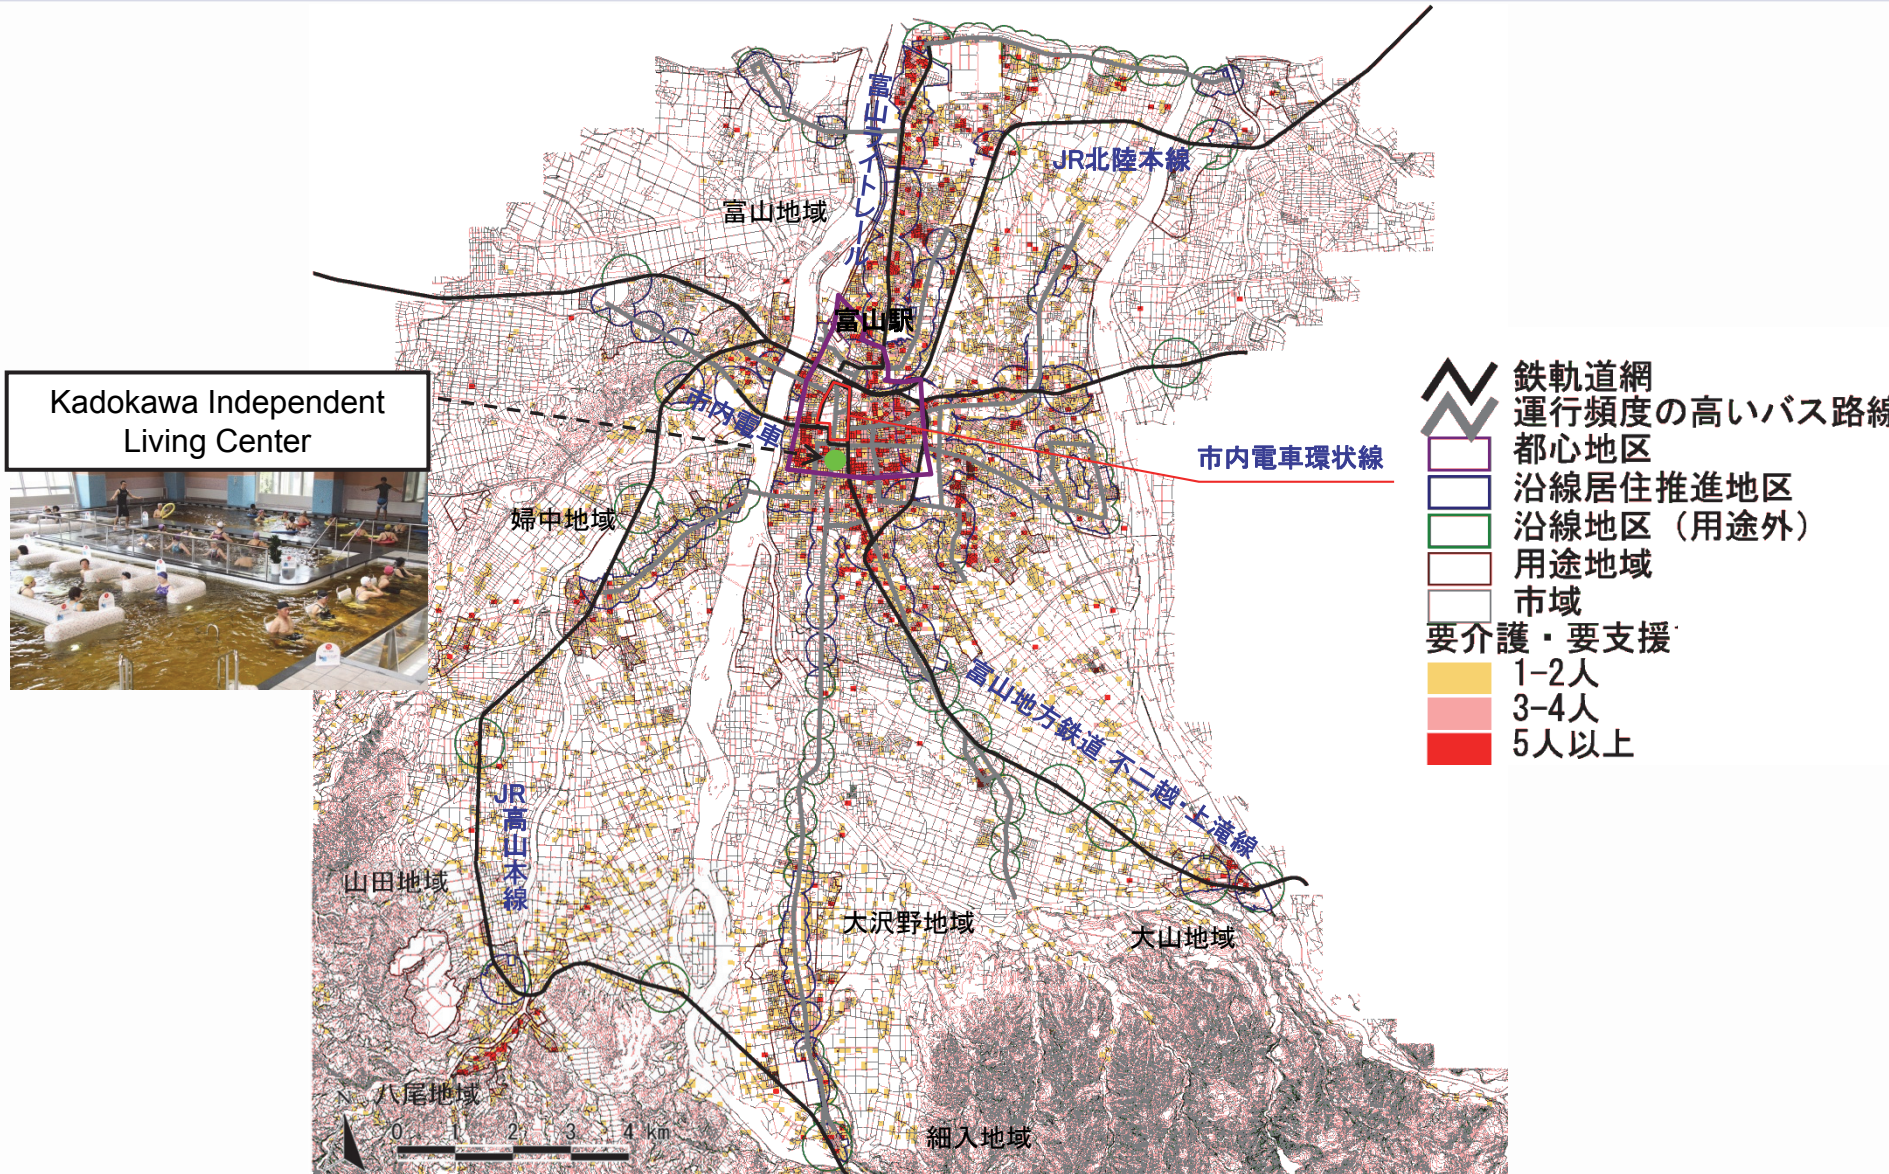 富山ライトレール
JR北陸本線
富山地域
富山駅
Kadokawa Independent
Living Center
市内電車
市内電車環状線
婦中地域
富山地方鉄道 不二越・上滝線
JR高山本線
山田地域
大沢野地域
大山地域
八尾地域
細入地域
N
0 1 2 3 4 km
鉄軌道網
運行頻度の高いバス路線
都心地区
沿線居住推進地区
沿線地区（用途外）
用途地域
市域
要介護・要支援
1-2人
3-4人
5人以上